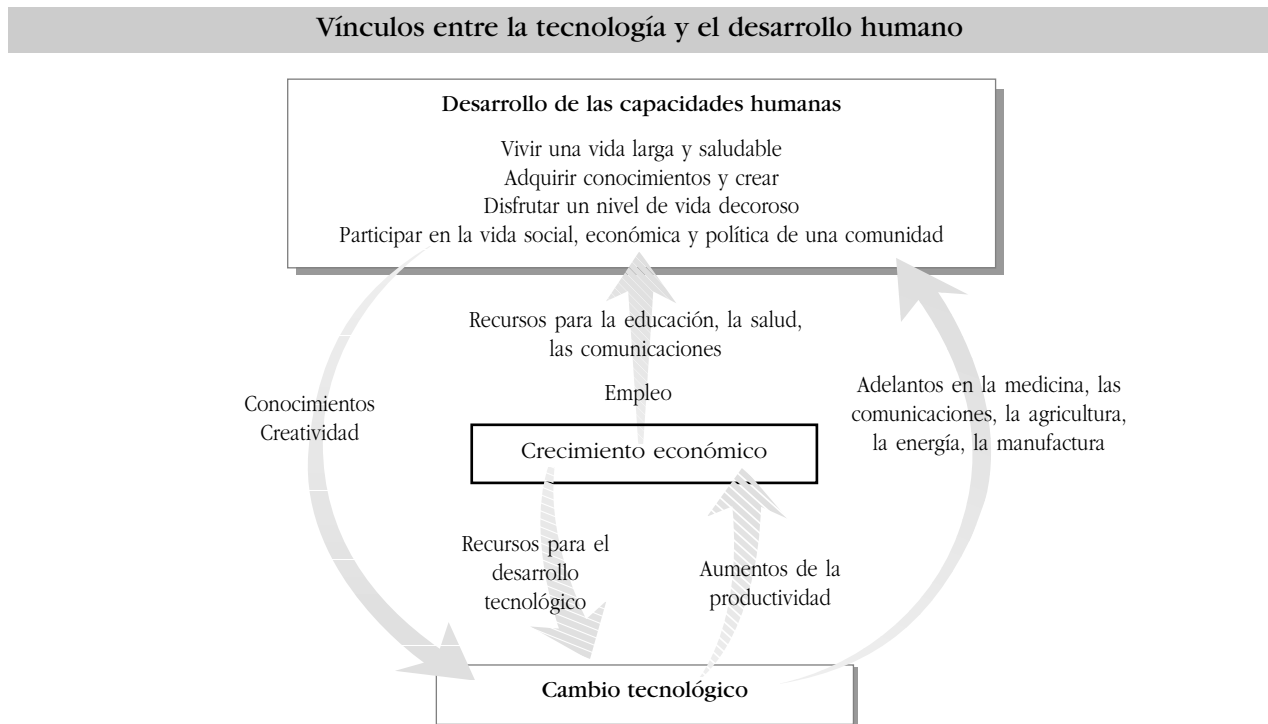 Vínculos entre la tecnología y el desarrollo humano
Desarrollo de las capacidades humanas
Vivir una vida larga y saludable
Adquirir conocimientos y crear
Disfrutar un nivel de vida decoroso
Participar en la vida social, económica y política de una comunidad
Recursos para la educación, la salud,
las comunicaciones
Empleo
Conocimientos
Creatividad
Adelantos en la medicina, las
comunicaciones, la agricultura,
la energía, la manufactura
Crecimiento económico
Recursos para el
desarrollo
tecnológico
Aumentos de la
productividad
Cambio tecnológico